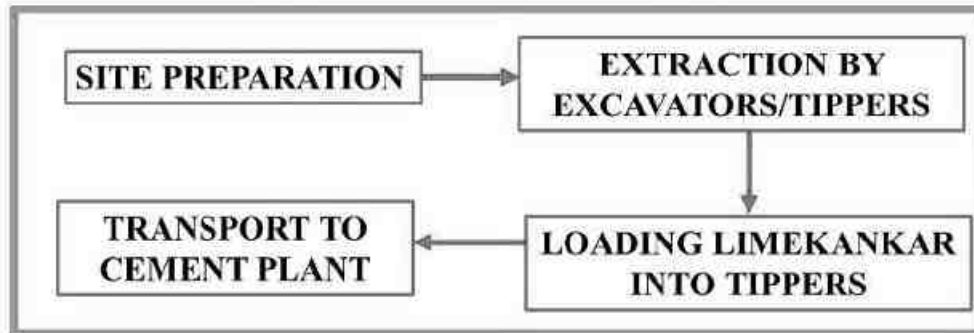 SITE PREPARATION
EXTRACTION BY
EXCAVATORS/TIPPERS
LOADING LIMEKANKAR
INTO TIPPERS
TRANSPORT TO
CEMENT PLANT